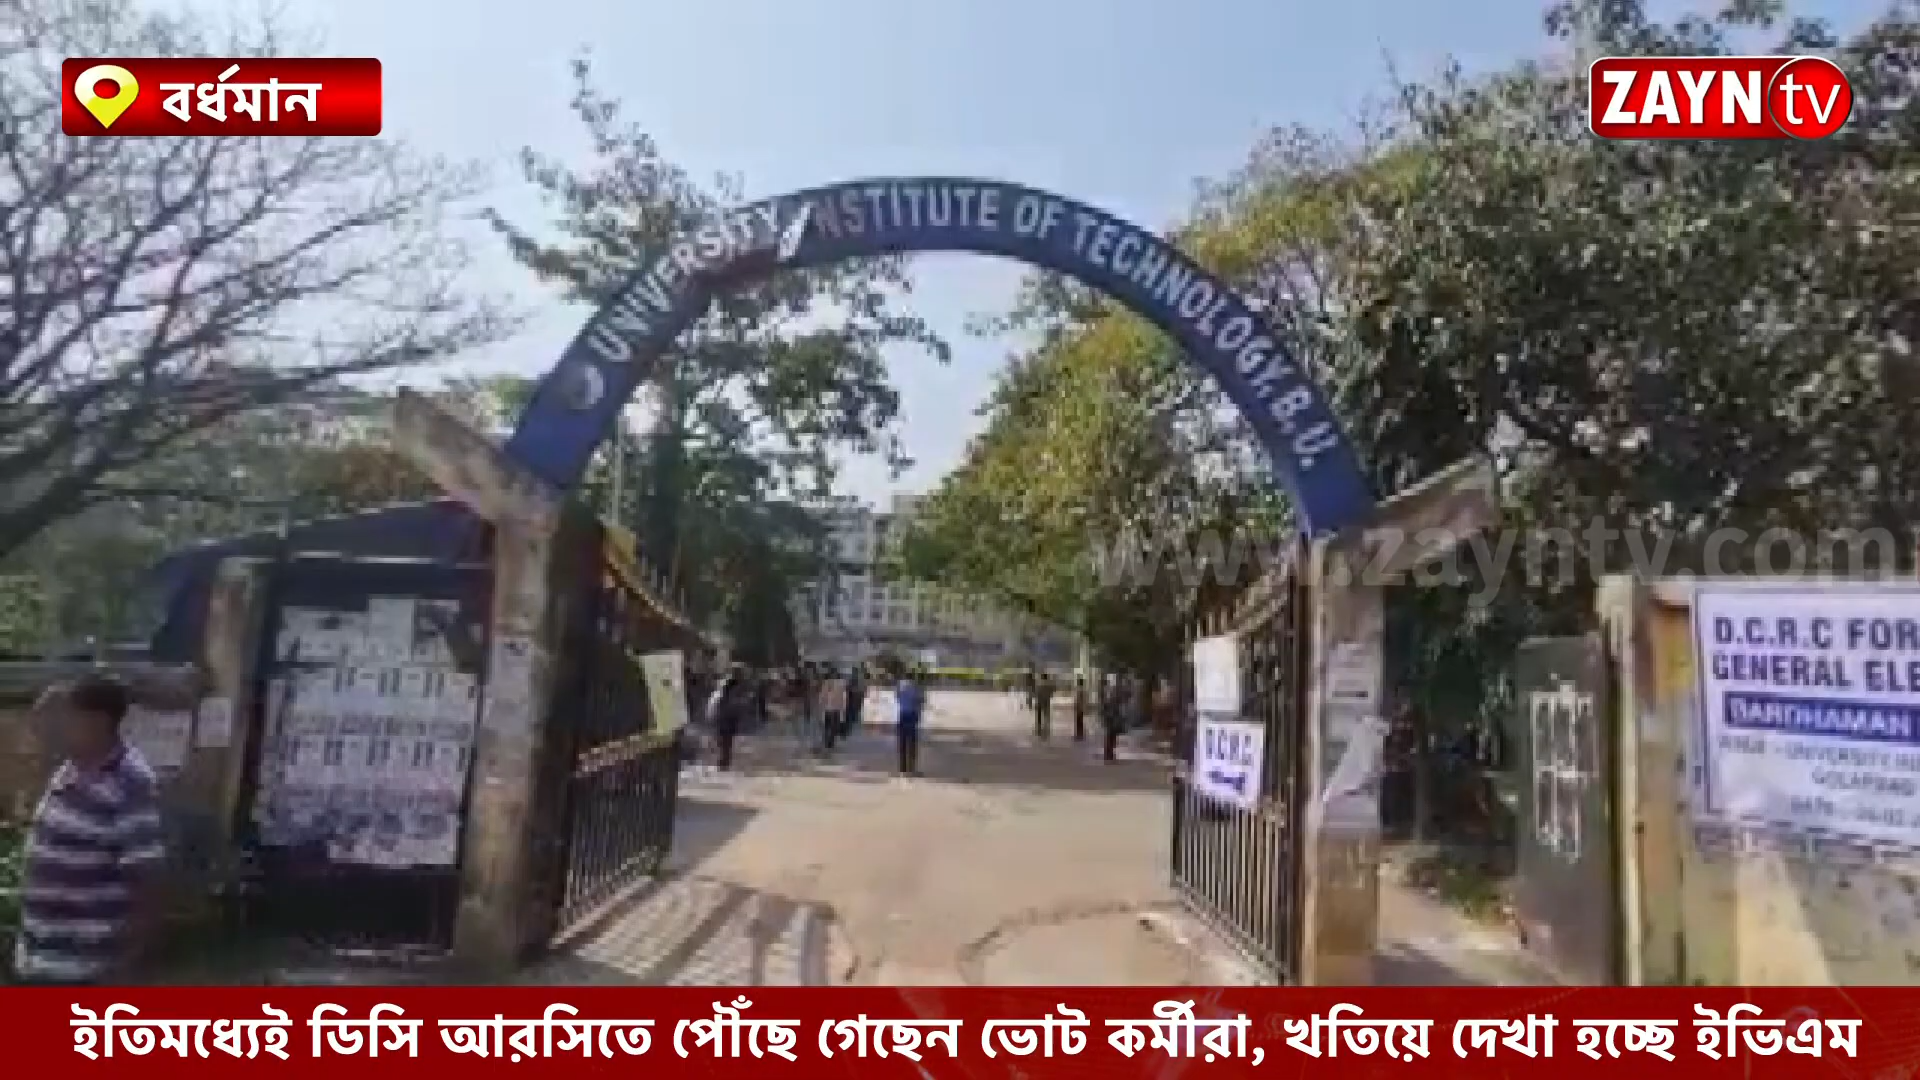 বর্ধমান
ZAYN tv
UNIVERSITY INSTITUTE OF TECHNOLOGY, B. U.
www.zayntv.com
D.C.R.C FOR
GENERAL ELE
BARDHAMAN
D.C.R.C.
ইতিমধ্যেই ডিসি আরসিতে পৌঁছে গেছেন ভোট কর্মীরা, খতিয়ে দেখা হচ্ছে ইভিএম